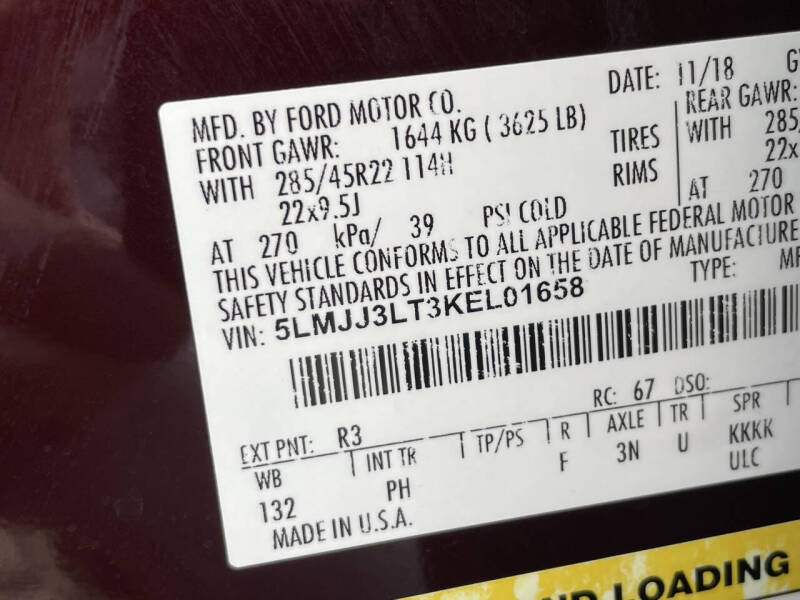 MFD. BY FORD MOTOR CO.
DATE: 11/18
FRONT GAWR: 1644 KG ( 3625 LB)
REAR GAWR:
WITH 285/45R22 114H TIRES
WITH 285/
22x9.5J RIMS
22x
AT 270 kPa/ 39 PSI COLD
AT 270
THIS VEHICLE CONFORMS TO ALL APPLICABLE FEDERAL MOTOR
SAFETY STANDARDS IN EFFECT ON THE DATE OF MANUFACTURE
VIN: 5LMJJ3LT3KEL01658
TYPE:
RC: 67 DSO:
EXT PNT: R3
WB INT TR TP/PS R AXLE TR SPR
132 PH F 3N U KKKK
ULC
MADE IN U.S.A.
LOADING